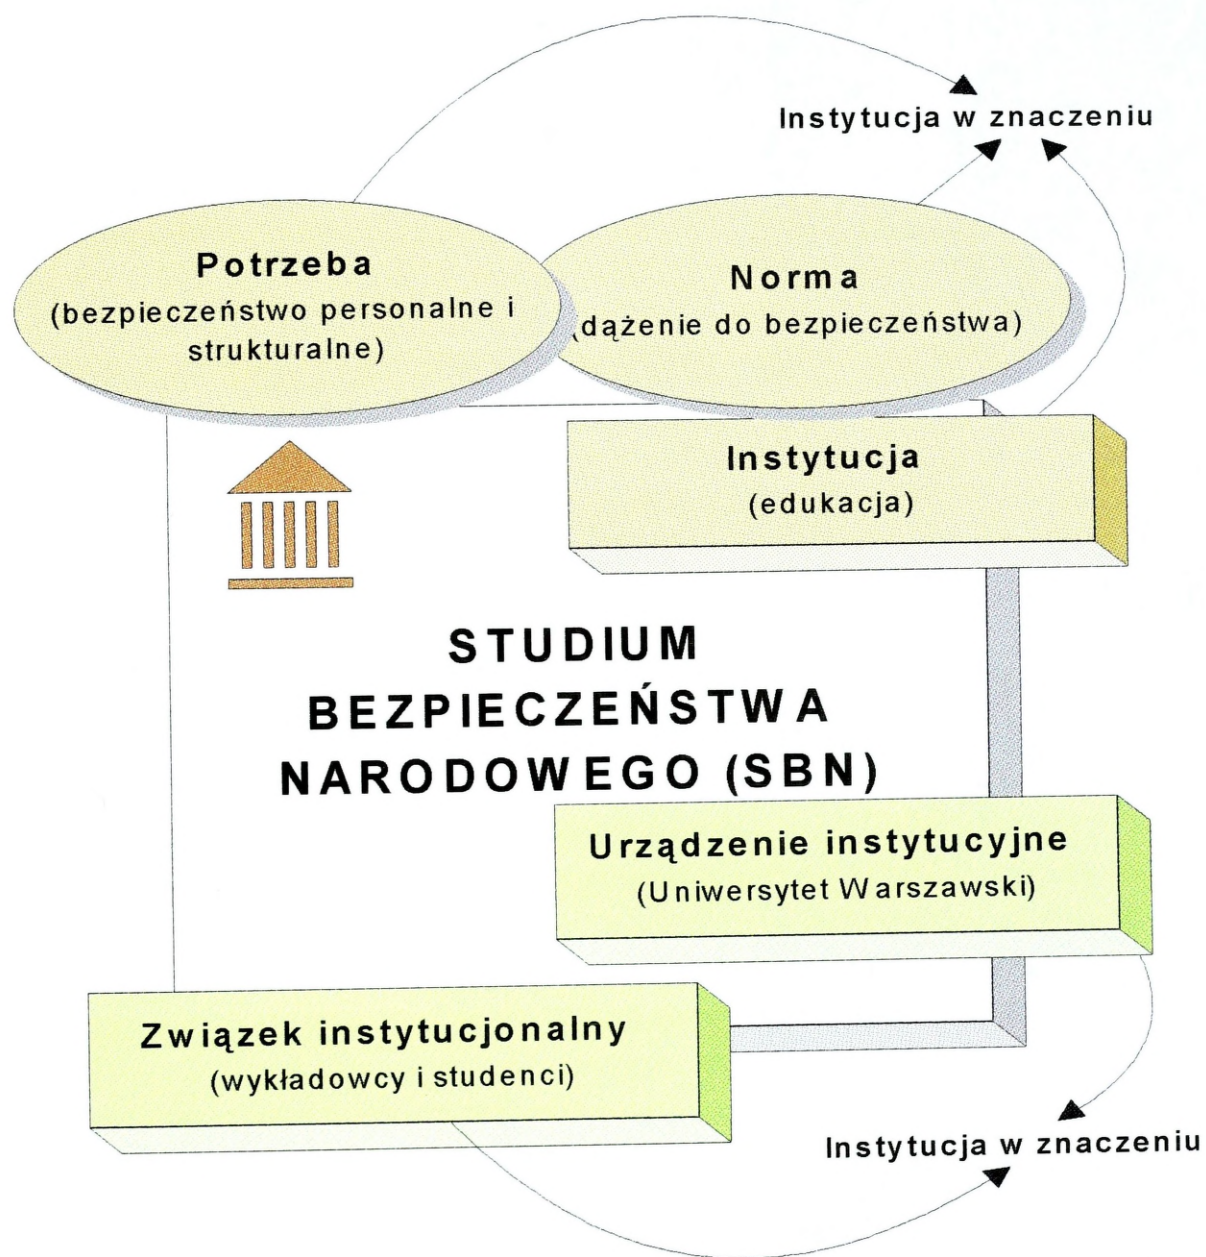 Instytucja w znaczeniu
Potrzeba
(bezpieczeństwo personalne i
strukturalne)
Norma
(dążenie do bezpieczeństwa)
Instytucja
(edukacja)
STUDIUM
BEZPIECZEŃSTWA
NARODOWEGO (SBN)
Urządzenie instytucyjne
(Uniwersytet Warszawski)
Związek instytucjonalny
(wykładowcy i studenci)
Instytucja w znaczeniu